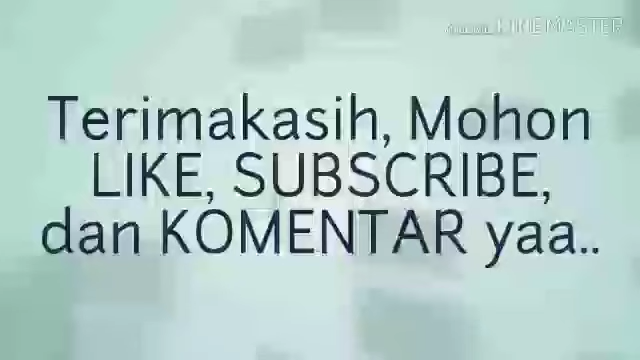 KINEMASTER
Terimakasih, Mohon
LIKE, SUBSCRIBE,
dan KOMENTAR yaa..